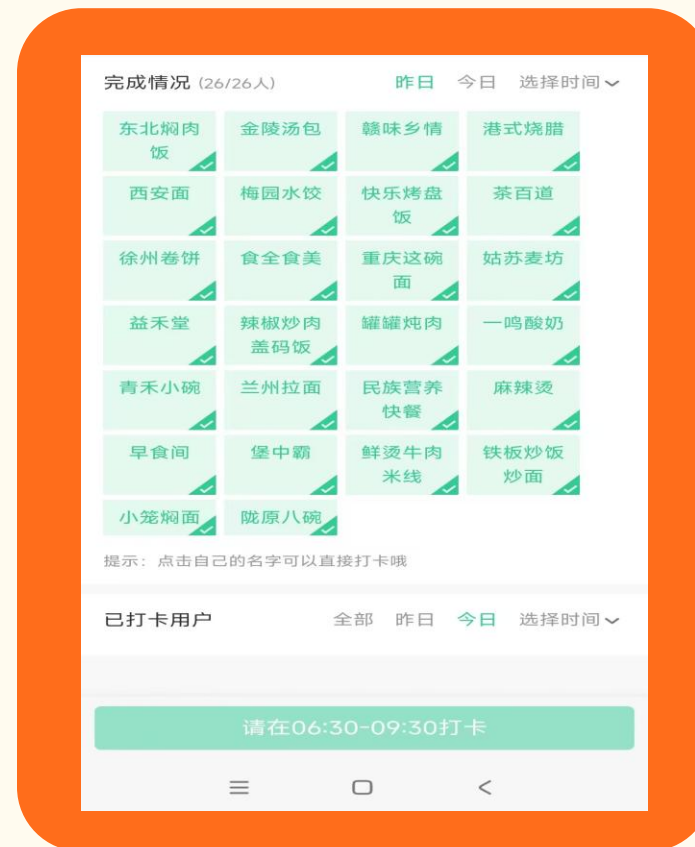 完成情况 (26/26人) 昨日 今日 选择时间
东北焖肉 金陵汤包 赣味乡情 港式烧腊
饭
西安面 梅园水饺 快乐烤盘 茶百道
饭
徐州卷饼 食全食美 重庆这碗 姑苏麦坊
面
益禾堂 辣椒炒肉 罐罐炖肉 一鸣酸奶
盖码饭
青禾小碗 兰州拉面 民族营养 麻辣烫
快餐
早食间 堡中霸 鲜烫牛肉 铁板炒饭
米线 炒面
小笼焖面 陇原八碗
提示：点击自己的名字可以直接打卡哦
已打卡用户 全部 昨日 今日 选择时间
请在06:30-09:30打卡